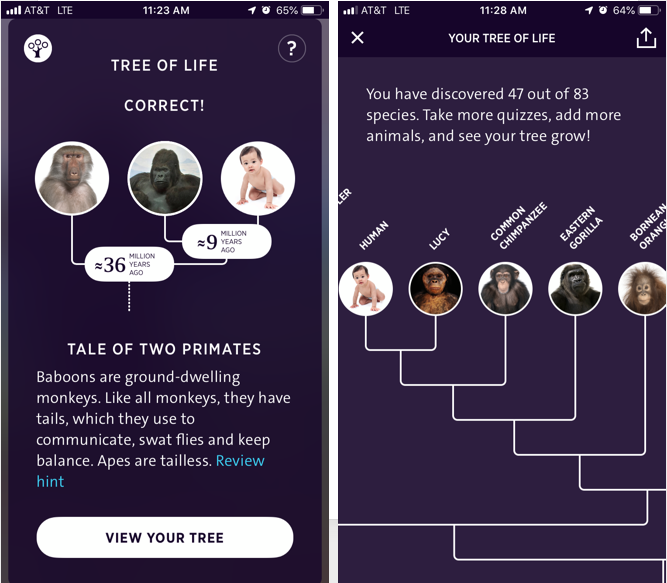 AT&T LTE 11:23 AM 65%
?
TREE OF LIFE
CORRECT!
≈9 MILLION
YEARS
AGO
≈36 MILLION
YEARS
AGO
TALE OF TWO PRIMATES
Baboons are ground-dwelling
monkeys. Like all monkeys, they have
tails, which they use to
communicate, swat flies and keep
balance. Apes are tailless. Review
hint
VIEW YOUR TREE
AT&T LTE 11:28 AM 64%
YOUR TREE OF LIFE
You have discovered 47 out of 83
species. Take more quizzes, add more
animals, and see your tree grow!
LER
HUMAN
LUCY
COMMON
CHIMPANZEE
EASTERN
GORILLA
BORNEAN
ORANG